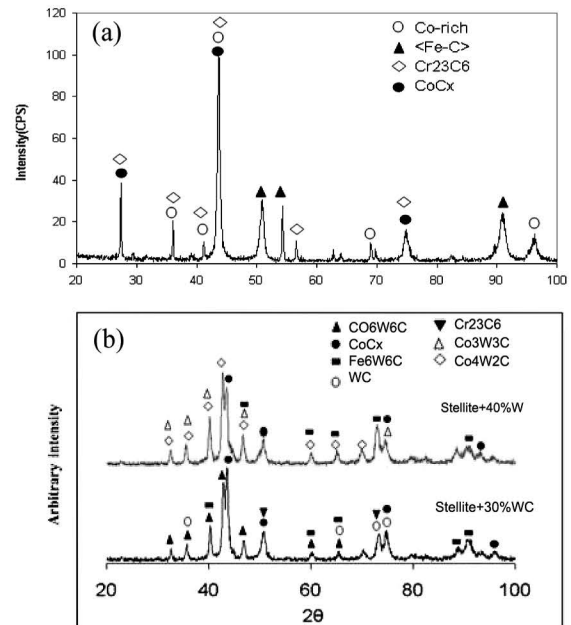 (a)
Co-rich
<Fe-C>
Cr23C6
CoCx
Intensity(CPS)
120
100
80
60
40
20
0
20 30 40 50 60 70 80 90 100
(b)
CO6W6C
CoCx
Fe6W6C
WC
Cr23C6
Co3W3C
Co4W2C
Stellite+40%W
Stellite+30%WC
Arbitrary intensity
20 40 60 80 100
2θ